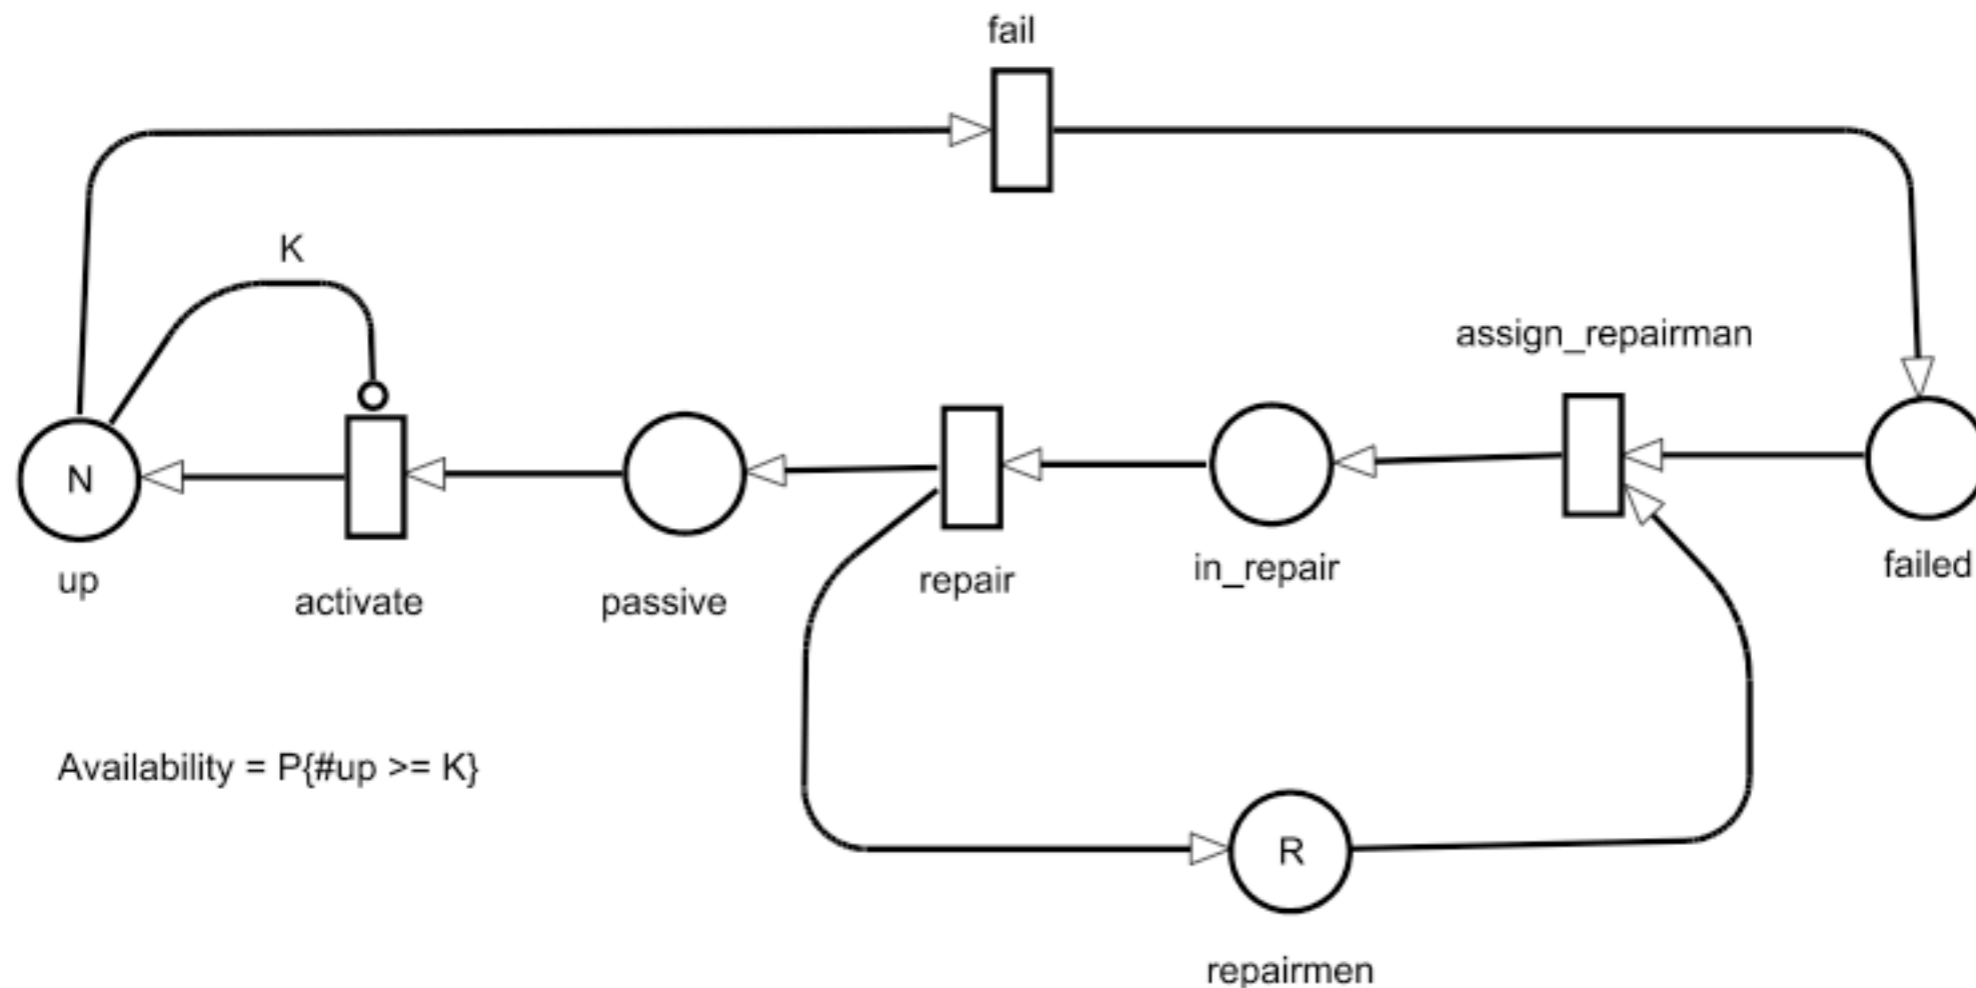 fail
K
assign_repairman
N
up
activate
passive
repair
in_repair
failed
Availability = P{#up >= K}
R
repairmen